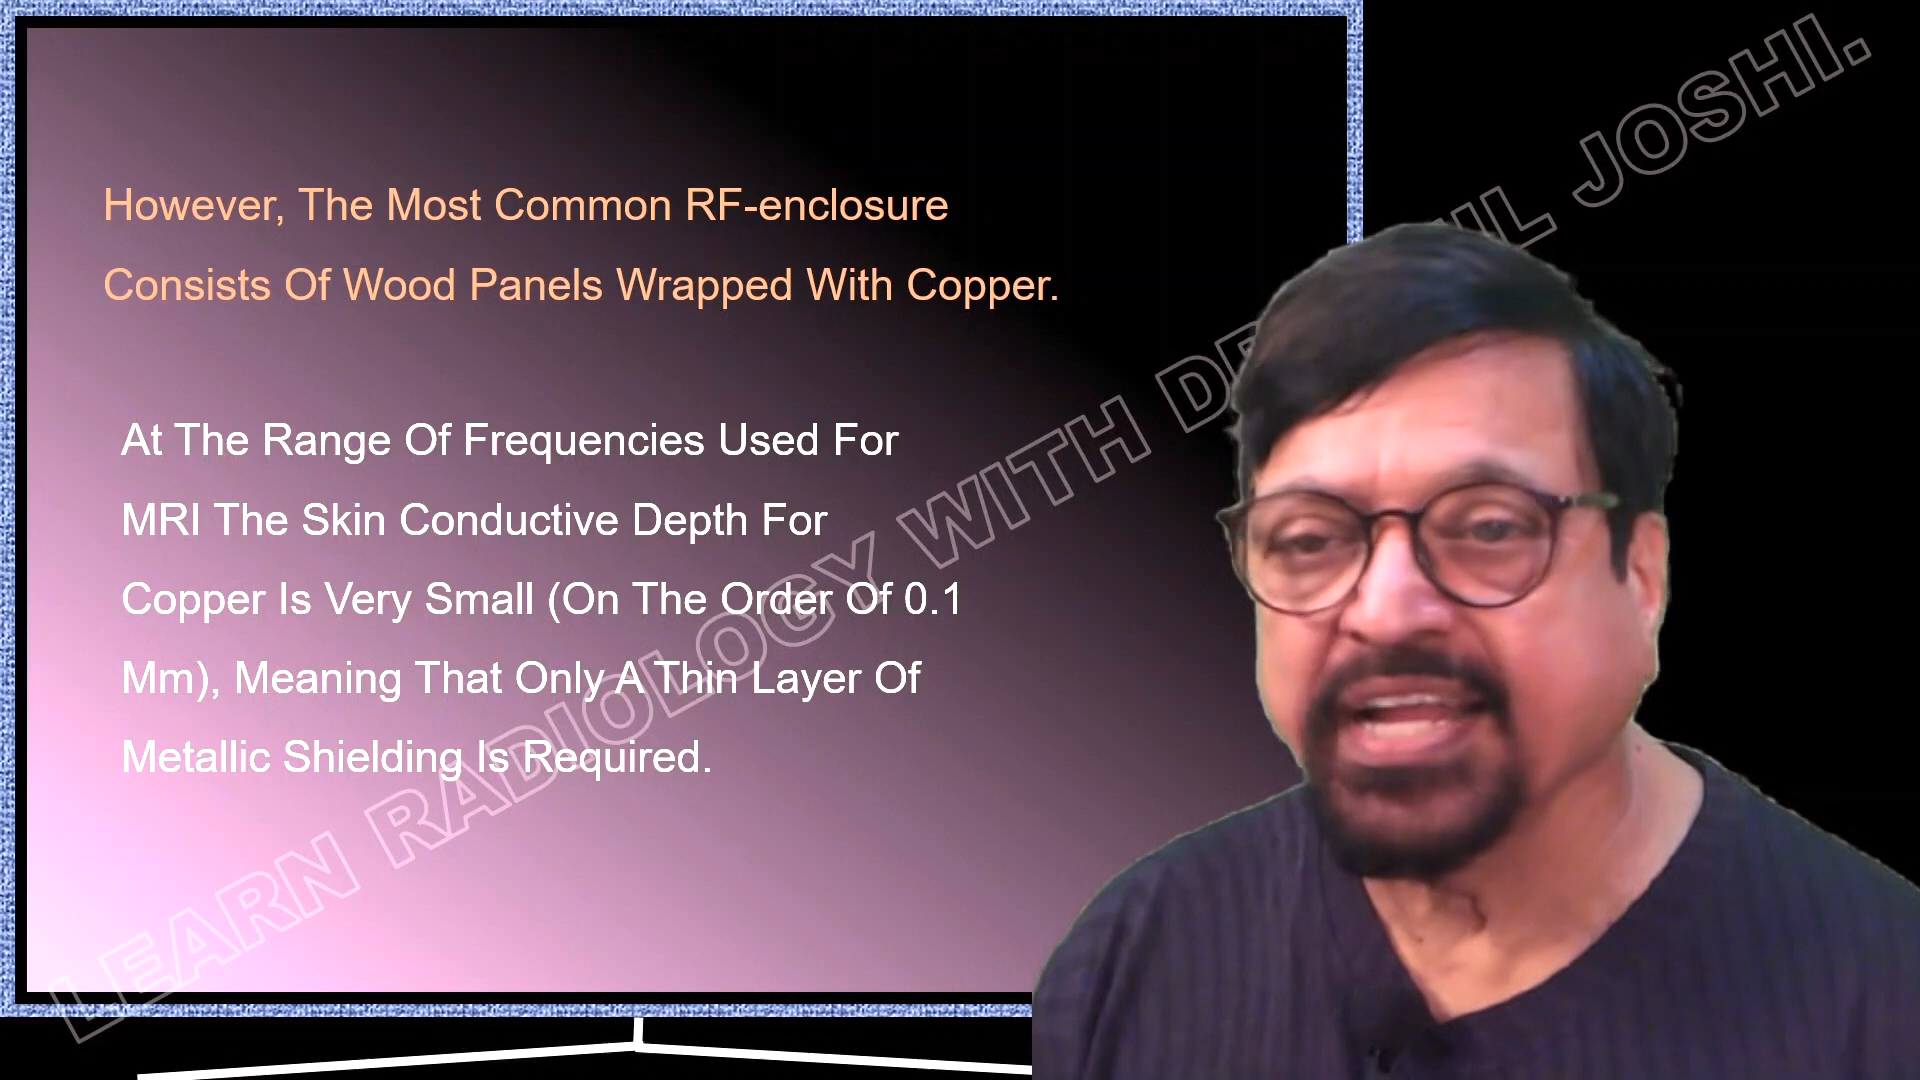 However, The Most Common RF-enclosure
Consists Of Wood Panels Wrapped With Copper.
At The Range Of Frequencies Used For
MRI The Skin Conductive Depth For
Copper Is Very Small (On The Order Of 0.1
Mm), Meaning That Only A Thin Layer Of
Metallic Shielding Is Required.
LEARN RADIOLOGY WITH JOSHI.